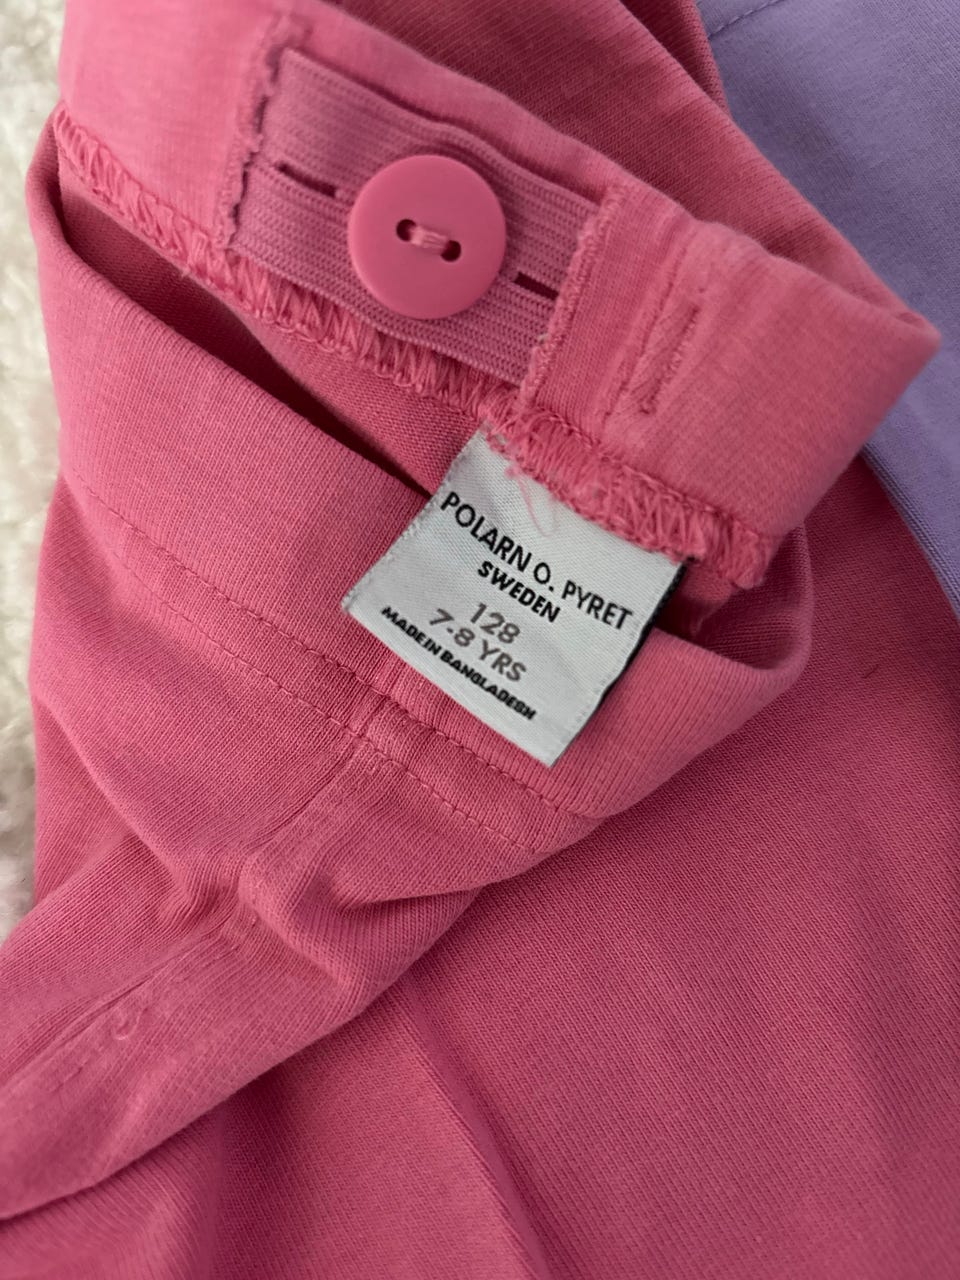 POLARN O. PYRET
SWEDEN
128
7-8 YRS
MADE IN BANGLADESH